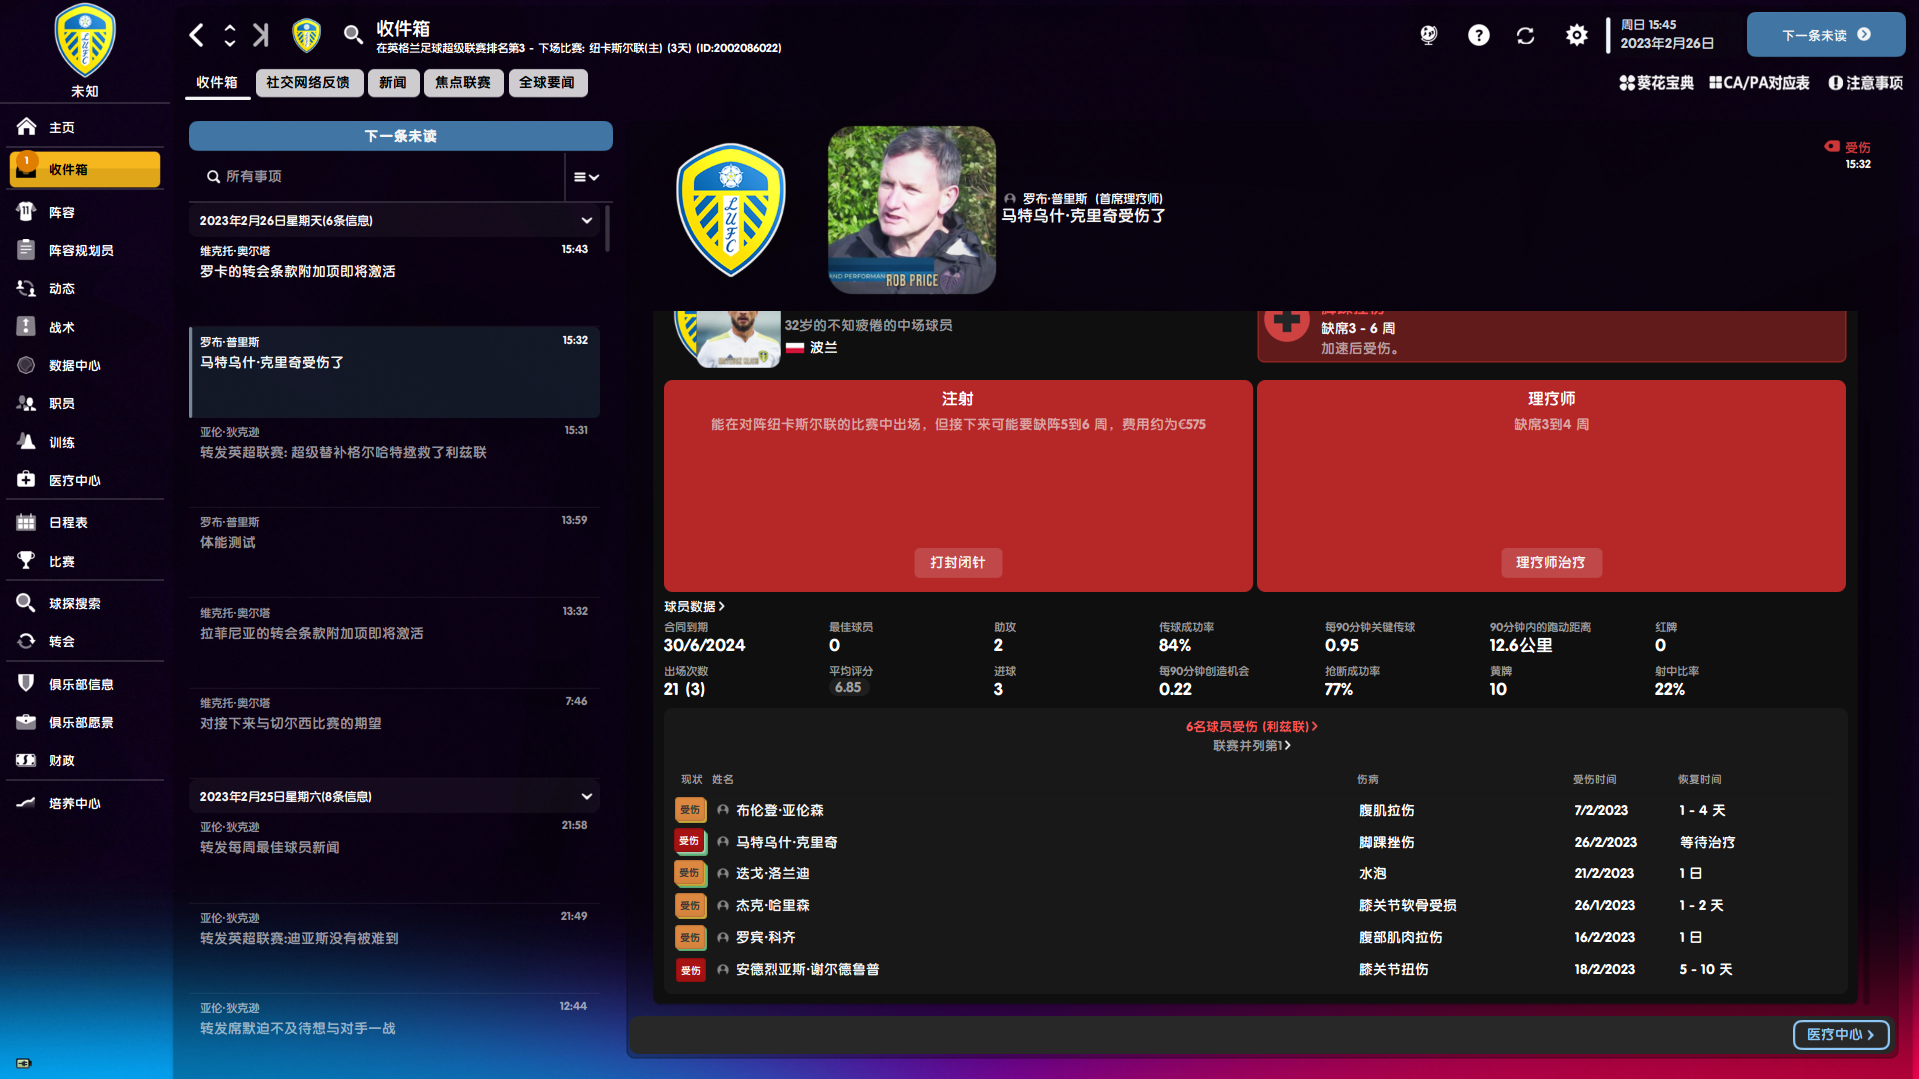 收件箱
在英格兰足球超级联赛排名第3 - 下场比赛: 纽卡斯尔联(主) (3天) (ID:2002086022)
周日 15:45
2023年2月26日
下一条未读
未知
收件箱
社交网络反馈
新闻
焦点联赛
全球要闻
葵花宝典
CA/PA对应表
注意事项
主页
1
收件箱
阵容
阵容规划员
动态
战术
数据中心
职员
训练
医疗中心
日程表
比赛
球探搜索
转会
俱乐部信息
俱乐部愿景
财政
培养中心
下一条未读
所有事项
2023年2月26日星期天(6条信息)
维克托·奥尔塔 15:43
罗卡的转会条款附加项即将激活
罗布·普里斯 15:32
马特乌什·克里奇受伤了
亚伦·狄克逊 15:31
转发英超联赛: 超级替补格尔哈特拯救了利兹联
罗布·普里斯 13:59
体能测试
维克托·奥尔塔 13:32
拉菲尼亚的转会条款附加项即将激活
维克托·奥尔塔 7:46
对接下来与切尔西比赛的期望
2023年2月25日星期六(8条信息)
亚伦·狄克逊 21:58
转发每周最佳球员新闻
亚伦·狄克逊 21:49
转发英超联赛:迪亚斯没有被难到
亚伦·狄克逊 12:44
转发席默迫不及待想与对手一战
LUFC
AND PERFORMAN
ROB PRICE
罗布·普里斯 (首席理疗师)
马特乌什·克里奇受伤了
受伤
15:32
32岁的不知疲倦的中场球员
波兰
脚踝挫伤
缺席3 - 6 周
加速后受伤。
注射
能在对阵纽卡斯尔联的比赛中出场，但接下来可能要缺阵5到6 周，费用约为€575
打封闭针
理疗师
缺席3到4 周
理疗师治疗
球员数据
合同到期 最佳球员 助攻 传球成功率 每90分钟关键传球 90分钟内的跑动距离 红牌
30/6/2024 0 2 84% 0.95 12.6公里 0
出场次数 平均评分 进球 每90分钟创造机会 抢断成功率 黄牌 射中比率
21 (3) 6.85 3 0.22 77% 10 22%
6名球员受伤 (利兹联)
联赛并列第1
现状 姓名 伤病 受伤时间 恢复时间
受伤 布伦登·亚伦森 腹肌拉伤 7/2/2023 1 - 4 天
受伤 马特乌什·克里奇 脚踝挫伤 26/2/2023 等待治疗
受伤 迭戈·洛兰迪 水泡 21/2/2023 1 日
受伤 杰克·哈里森 膝关节软骨受损 26/1/2023 1 - 2 天
受伤 罗宾·科齐 腹部肌肉拉伤 16/2/2023 1 日
受伤 安德烈亚斯·谢尔德鲁普 膝关节扭伤 18/2/2023 5 - 10 天
医疗中心